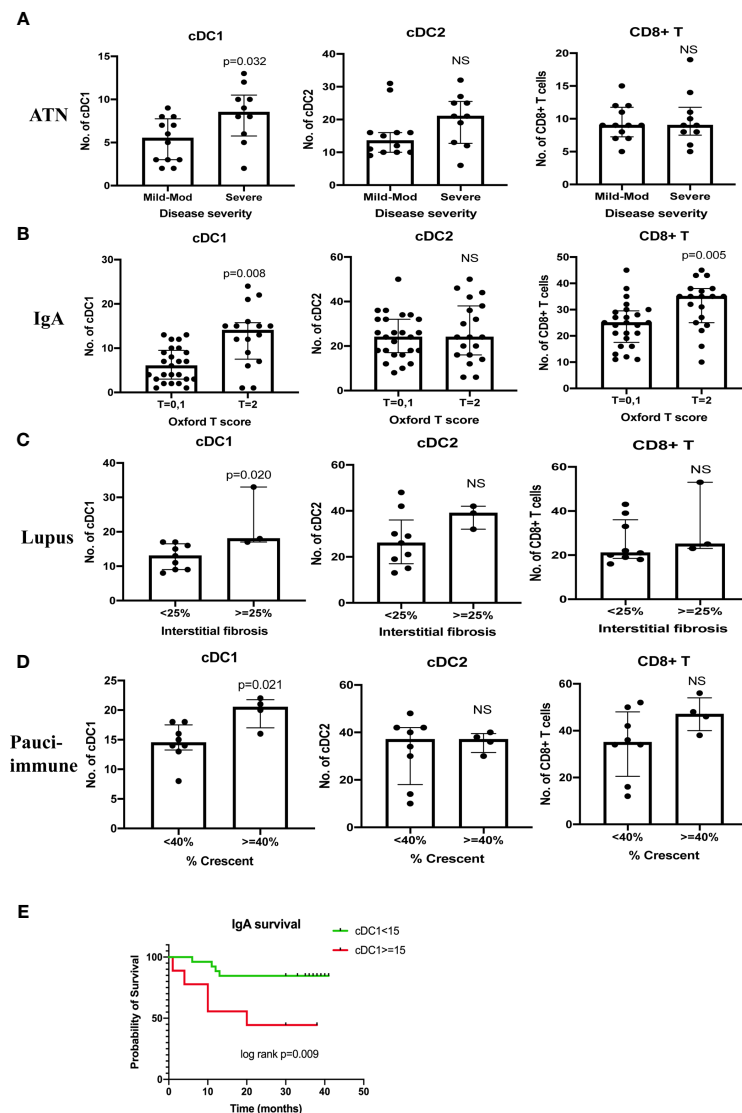 A
ATN
cDC1
No. of cDC1
15
10
5
0
p=0.032
Mild-Mod Severe
Disease severity
cDC2
No. of cDC2
40
30
20
10
0
NS
Mild-Mod Severe
Disease severity
CD8+ T
No. of CD8+ T cells
20
15
10
5
0
NS
Mild-Mod Severe
Disease severity
B
IgA
cDC1
No. of cDC1
30
20
10
0
p=0.008
T=0,1 T=2
Oxford T score
cDC2
No. of cDC2
60
40
20
0
NS
T=0,1 T=2
Oxford T score
CD8+ T
No. of CD8+ T cells
50
40
30
20
10
0
p=0.005
T=0,1 T=2
Oxford T score
C
Lupus
cDC1
No. of cDC1
40
30
20
10
0
p=0.020
<25% >=25%
Interstitial fibrosis
cDC2
No. of cDC2
60
40
20
0
NS
<25% >=25%
Interstitial fibrosis
CD8+ T
No. of CD8+ T cells
60
40
20
0
NS
<25% >=25%
Interstitial fibrosis
D
Pauci-
immune
cDC1
No. of cDC1
25
20
15
10
5
0
p=0.021
<40% >=40%
% Crescent
cDC2
No. of cDC2
60
40
20
0
NS
<40% >=40%
% Crescent
CD8+ T
No. of CD8+ T cells
60
40
20
0
NS
<40% >=40%
% Crescent
E
IgA survival
cDC1<15
cDC1>=15
Probability of Survival
100
50
0
log rank p=0.009
0 10 20 30 40 50
Time (months)